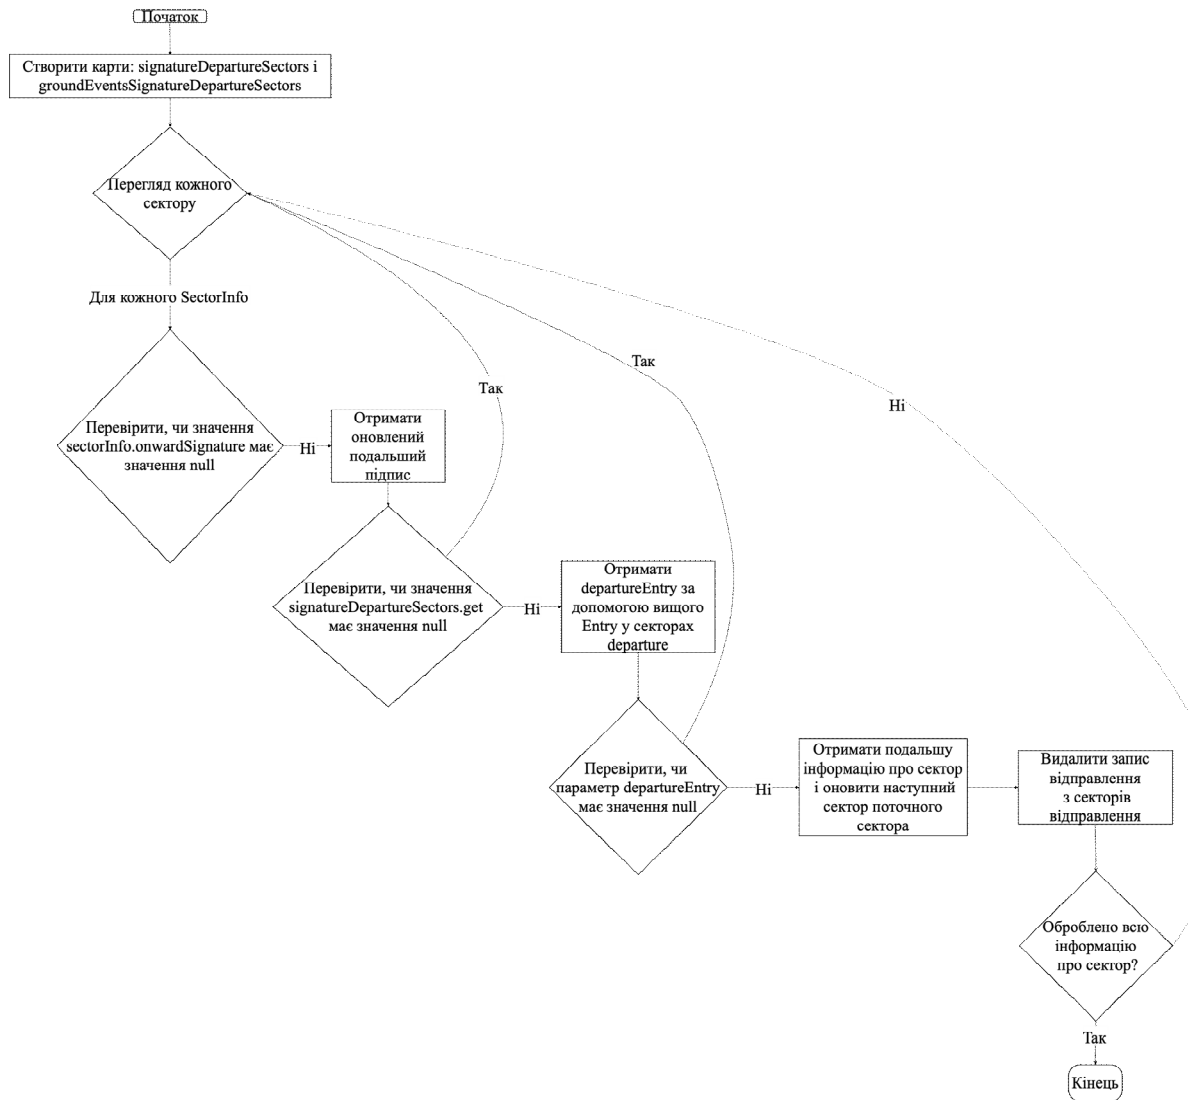 Початок
Створити карти: signatureDepartureSectors і
groundEventsSignatureDepartureSectors
Перегляд кожного
сектору
Для кожного SectorInfo
Так
Так
Ні
Перевірити, чи значення
sectorInfo.onwardSignature має
значення null
Ні
Отримати
оновлений
подальший
підпис
Перевірити, чи значення
signatureDepartureSectors.get
має значення null
Ні
Отримати
departureEntry за
допомогою вищого
Entry у секторах
departure
Перевірити, чи
параметр departureEntry
має значення null
Ні
Отримати подальшу
інформацію про сектор
і оновити наступний
сектор поточного
сектора
Видалити запис
відправлення
з секторів
відправлення
Оброблено всю
інформацію
про сектор?
Так
Кінець